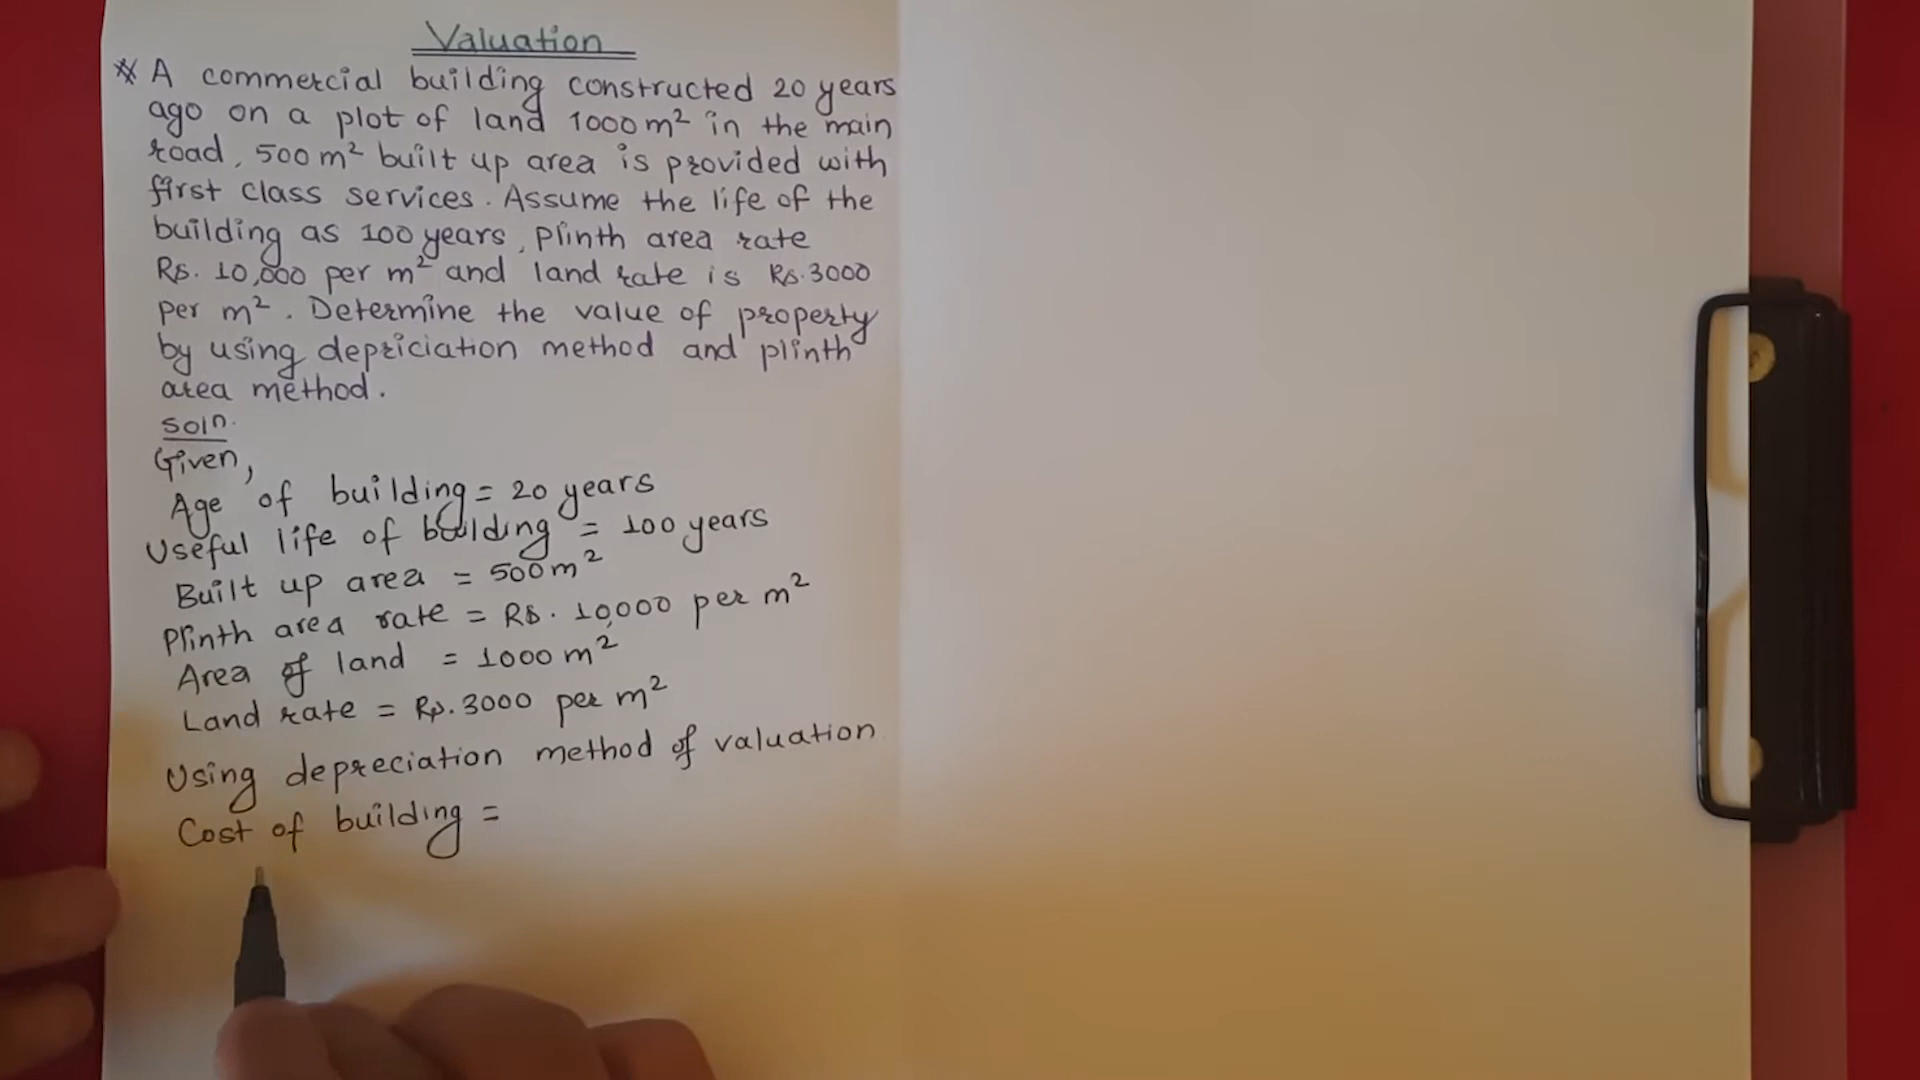 Valuation
* A commercial building constructed 20 years
ago on a plot of land 1000 m² in the main
road, 500 m² built up area is provided with
first class services. Assume the life of the
building as 100 years, plinth area rate
Rs. 10,000 per m² and land rate is Rs. 3000
per m². Determine the value of property
by using depriciation method and plinth
area method.
Soln.
Given,
Age of building = 20 years
Useful life of building = 100 years
Built up area = 500m²
Plinth area rate = Rs. 10,000 per m²
Area of land = 1000 m²
Land rate = Rs. 3000 per m²
Using depreciation method of valuation
Cost of building =